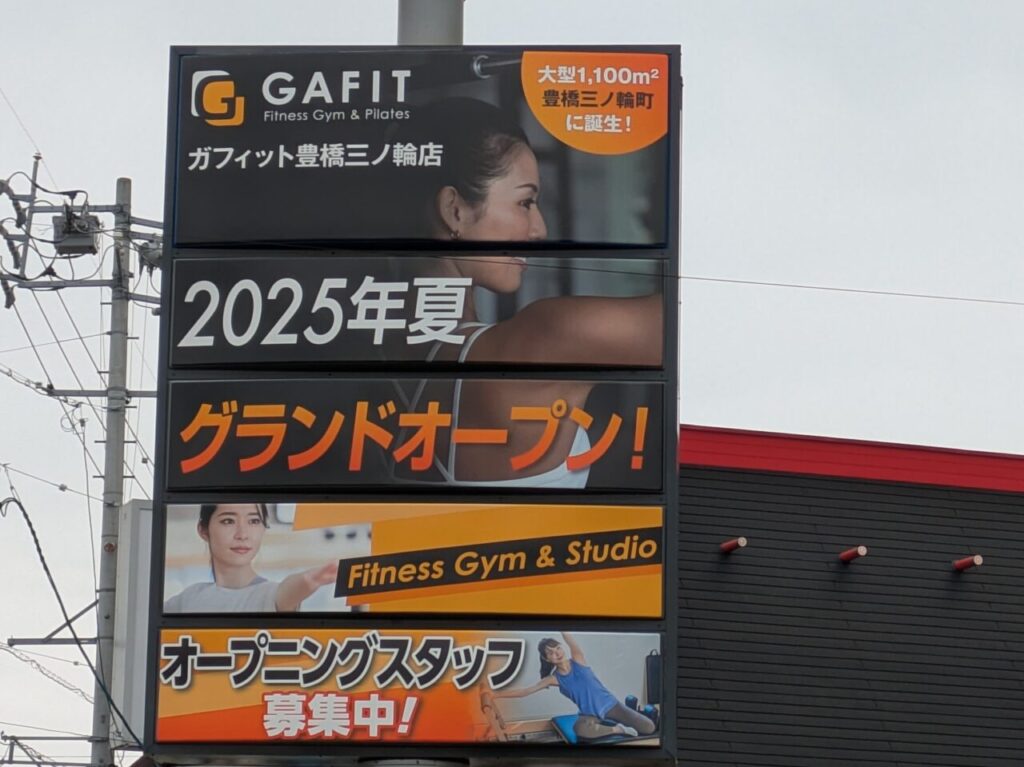 GAFIT
Fitness Gym & Pilates
ガフィット豊橋三ノ輪店
大型1,100m²
豊橋三ノ輪町
に誕生!
2025年夏
グランドオープン!
Fitness Gym & Studio
オープニングスタッフ
募集中!